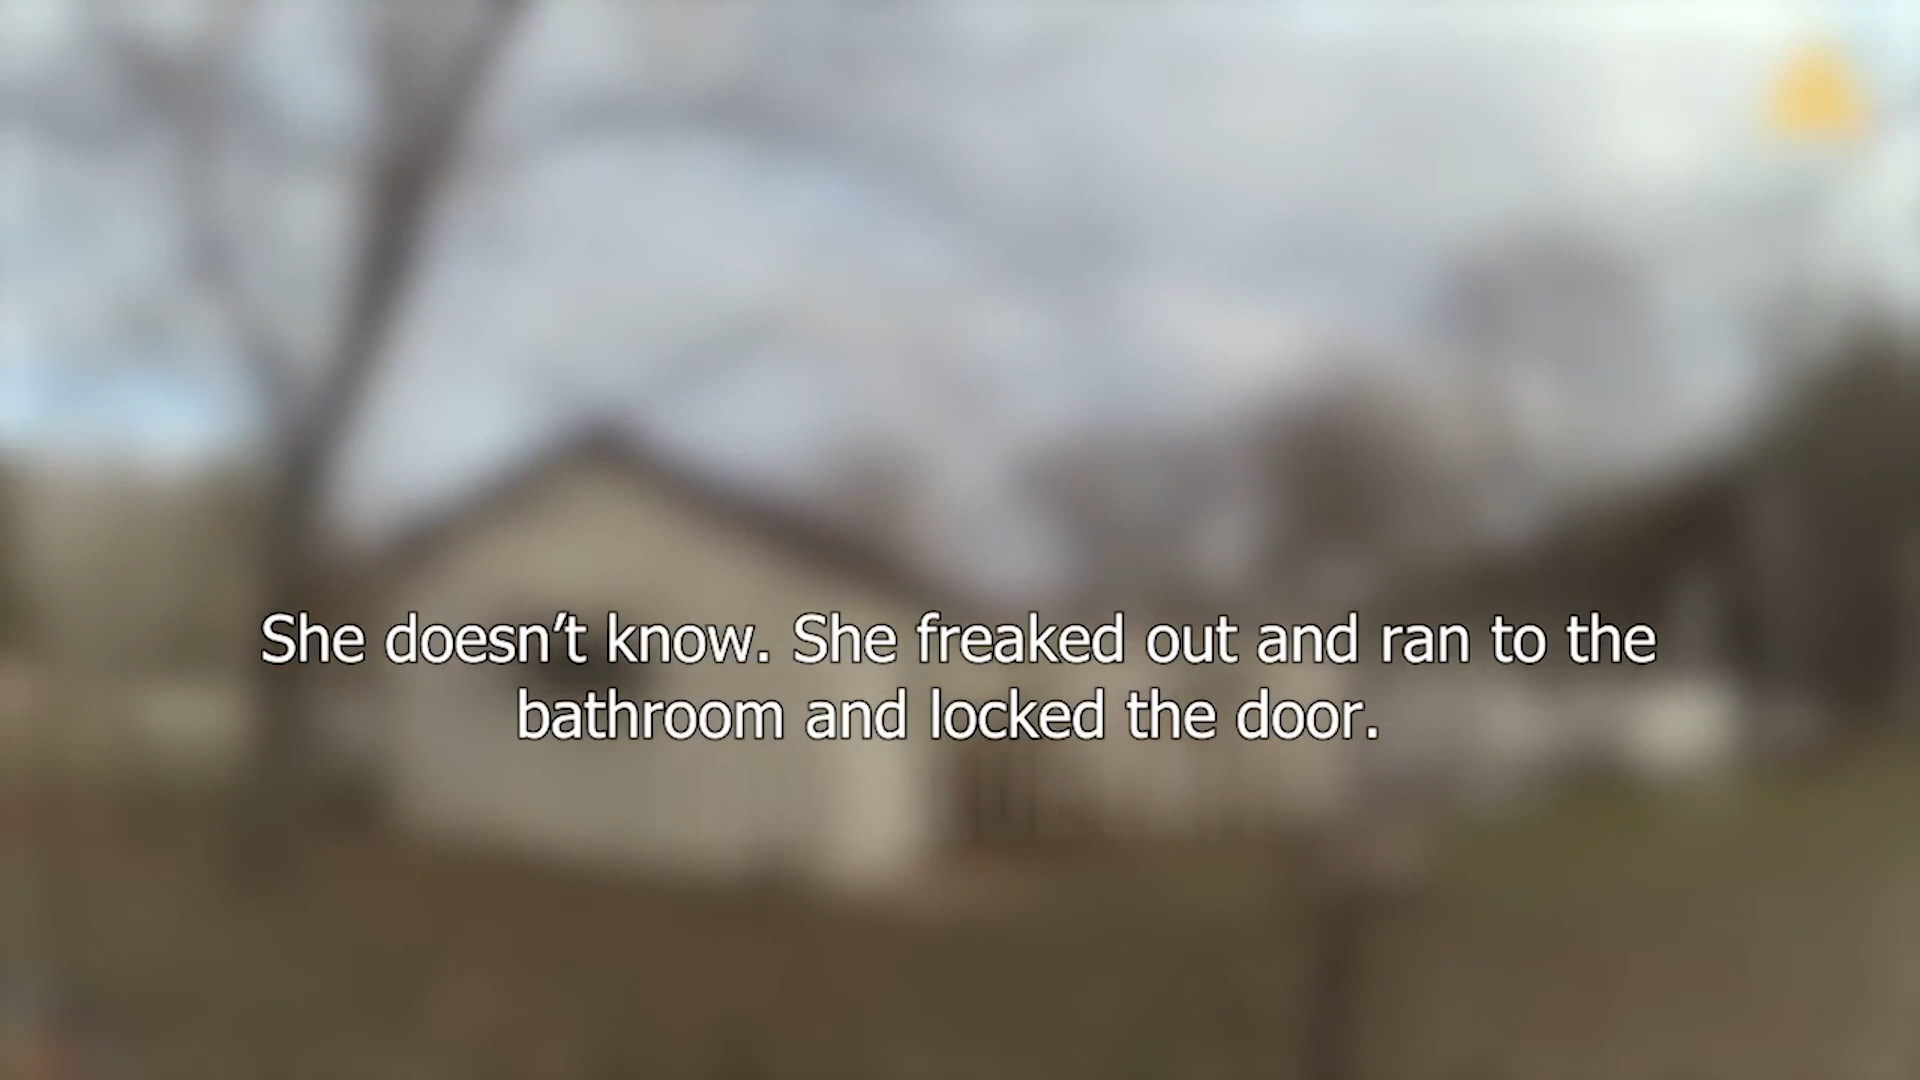 She doesn’t know. She freaked out and ran to the
bathroom and locked the door.